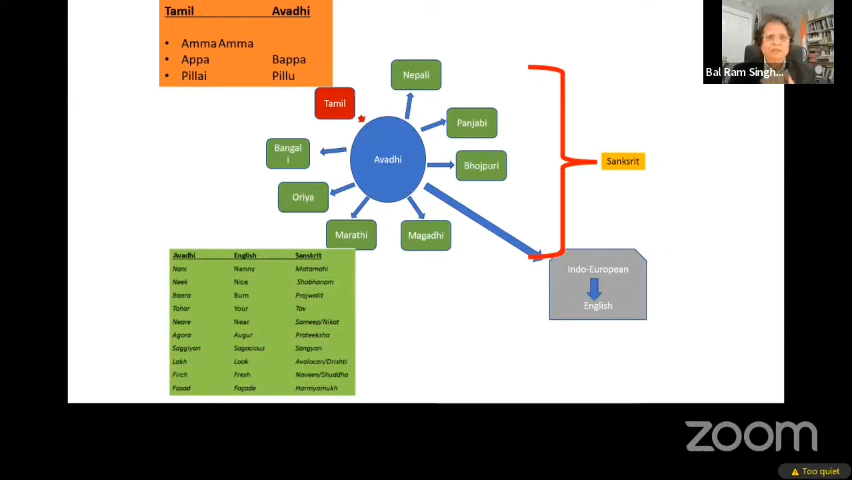 Tamil Avadhi
• Amma Amma
• Appa Bappa
• Pillai Pillu
Bal Ram Singh...
Nepali
Tamil
Panjabi
Bangal
i
Avadhi
Bhojpuri
Sanksrit
Oriya
Marathi
Magadhi
Indo-European
English
Avadhi English Sanskrit
Nani Nanny Matamahi
Neek Nice Shobhanam
Baara Burn Prajwalit
Tohar Your Tav
Neare Near Sameep/Nikat
Agora Augur Prateeksha
Saggiyan Sagacious Sangyan
Lakh Look Avalocan/Drishti
Firch Fresh Naveen/Shuddha
Fasad Façade Harmyamukh
zoom
Too quiet